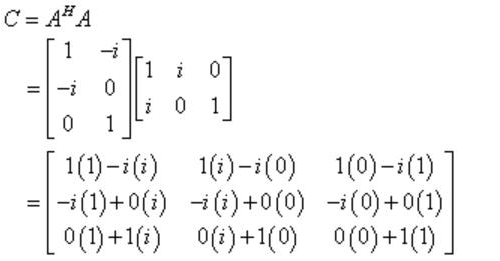 C = AᴴA
= [1 -i; -i 0; 0 1] [1 i 0; i 0 1]
= [1(1)-i(i) 1(i)-i(0) 1(0)-i(1); -i(1)+0(i) -i(i)+0(0) -i(0)+0(1); 0(1)+1(i) 0(i)+1(0) 0(0)+1(1)]